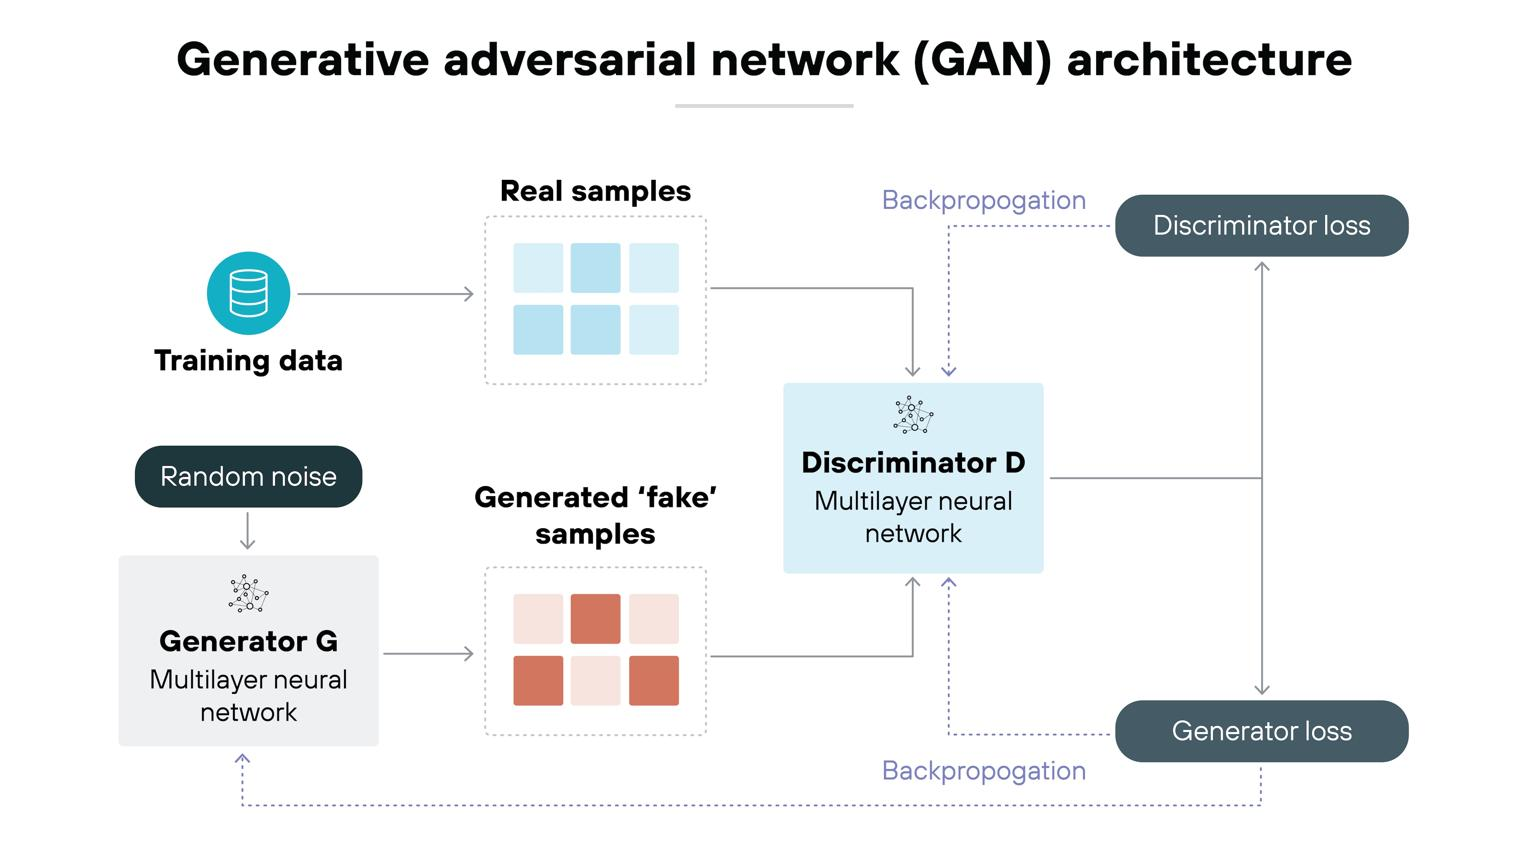 Generative adversarial network (GAN) architecture
Real samples
Backpropogation
Discriminator loss
Training data
Random noise
Generated ‘fake’
samples
Discriminator D
Multilayer neural
network
Generator G
Multilayer neural
network
Generator loss
Backpropogation